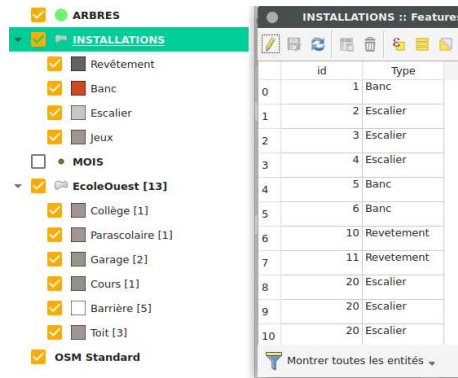 ARBRES
INSTALLATIONS
Revêtement
Banc
Escalier
Jeux
MOIS
EcoleOuest [13]
Collège [1]
Parascolaire [1]
Garage [2]
Cours [1]
Barrière [5]
Toit [3]
OSM Standard
INSTALLATIONS :: Features
id Type
0 1 Banc
1 2 Escalier
2 3 Escalier
3 4 Escalier
4 5 Banc
5 6 Banc
6 10 Revetement
7 11 Revetement
8 20 Escalier
9 20 Escalier
10 20 Escalier
Montrer toutes les entités